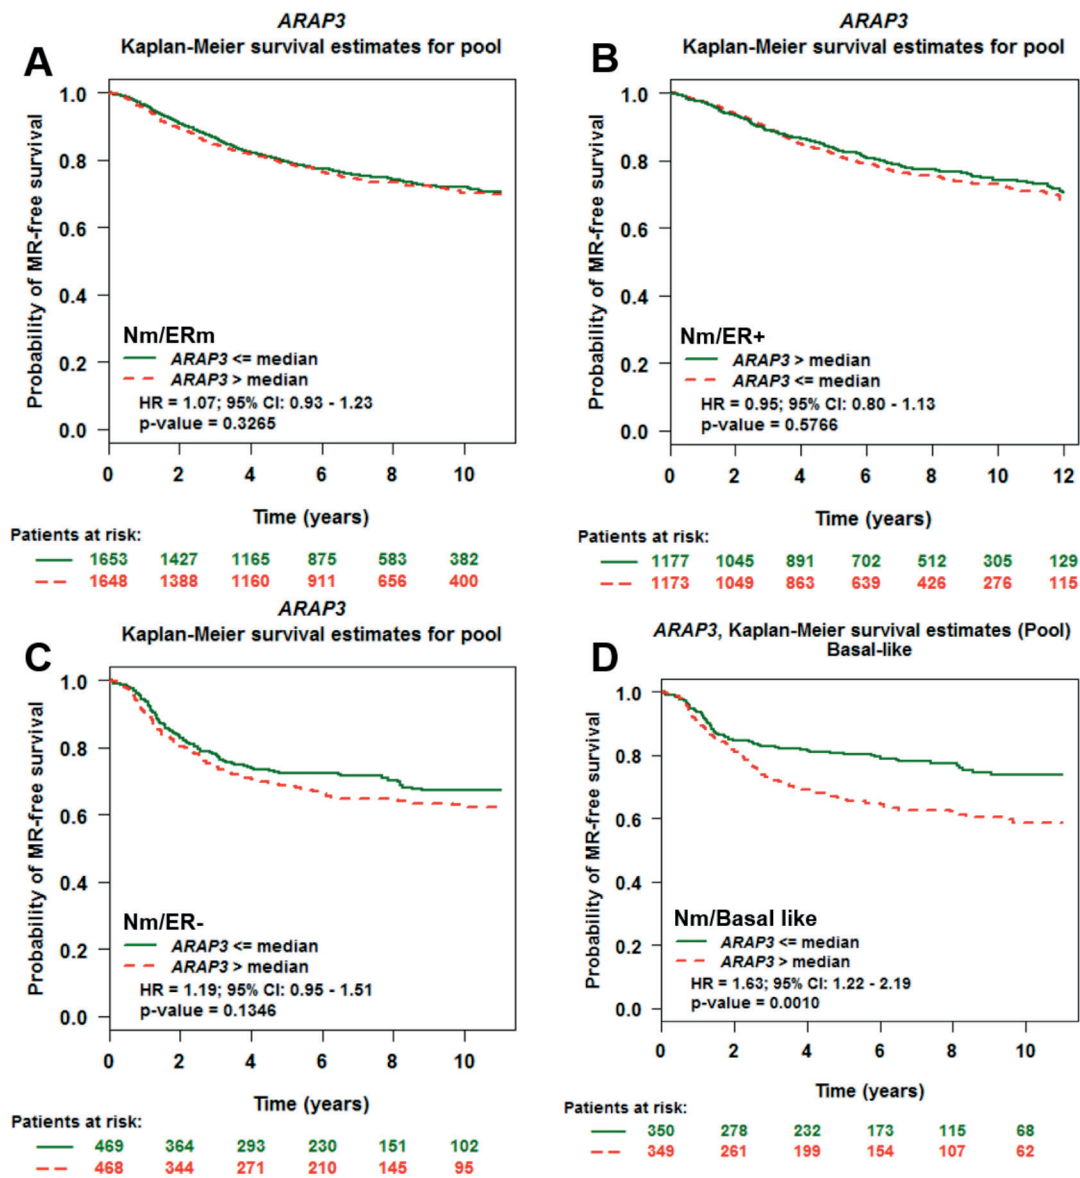 ARAP3
Kaplan-Meier survival estimates for pool
A
Probability of MR-free survival
1.0
0.8
0.6
0.4
0.2
0.0
Nm/ERm
ARAP3 <= median
ARAP3 > median
HR = 1.07; 95% CI: 0.93 - 1.23
p-value = 0.3265
0 2 4 6 8 10
Time (years)
Patients at risk:
1653 1427 1165 875 583 382
1648 1388 1160 911 656 400
ARAP3
Kaplan-Meier survival estimates for pool
B
Probability of MR-free survival
1.0
0.8
0.6
0.4
0.2
0.0
Nm/ER+
ARAP3 > median
ARAP3 <= median
HR = 0.95; 95% CI: 0.80 - 1.13
p-value = 0.5766
0 2 4 6 8 10 12
Time (years)
Patients at risk:
1177 1045 891 702 512 305 129
1173 1049 863 639 426 276 115
ARAP3
Kaplan-Meier survival estimates for pool
C
Probability of MR-free survival
1.0
0.8
0.6
0.4
0.2
0.0
Nm/ER-
ARAP3 <= median
ARAP3 > median
HR = 1.19; 95% CI: 0.95 - 1.51
p-value = 0.1346
0 2 4 6 8 10
Time (years)
Patients at risk:
469 364 293 230 151 102
468 344 271 210 145 95
ARAP3, Kaplan-Meier survival estimates (Pool)
Basal-like
D
Probability of MR-free survival
1.0
0.8
0.6
0.4
0.2
0.0
Nm/Basal like
ARAP3 <= median
ARAP3 > median
HR = 1.63; 95% CI: 1.22 - 2.19
p-value = 0.0010
0 2 4 6 8 10
Time (years)
Patients at risk:
350 278 232 173 115 68
349 261 199 154 107 62